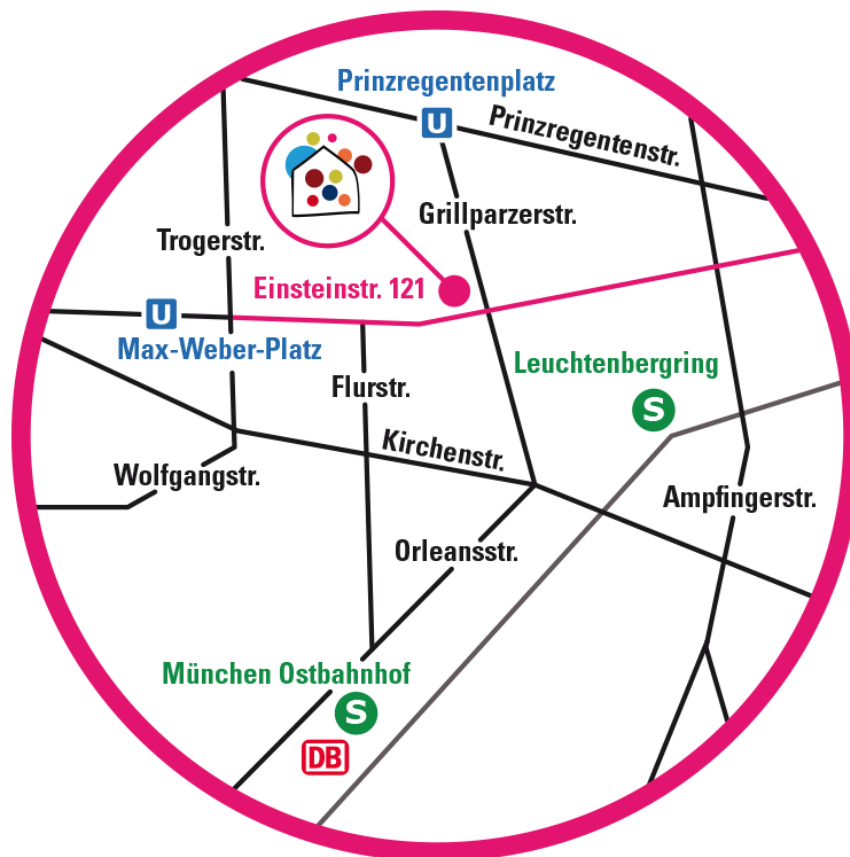 Prinzregentenplatz
U
Prinzregentenstr.
Grillparzerstr.
Trogerstr.
Einsteinstr. 121
U
Max-Weber-Platz
Leuchtenbergring
S
Flurstr.
Kirchenstr.
Wolfgangstr.
Ampfingerstr.
Orleansstr.
München Ostbahnhof
S
DB